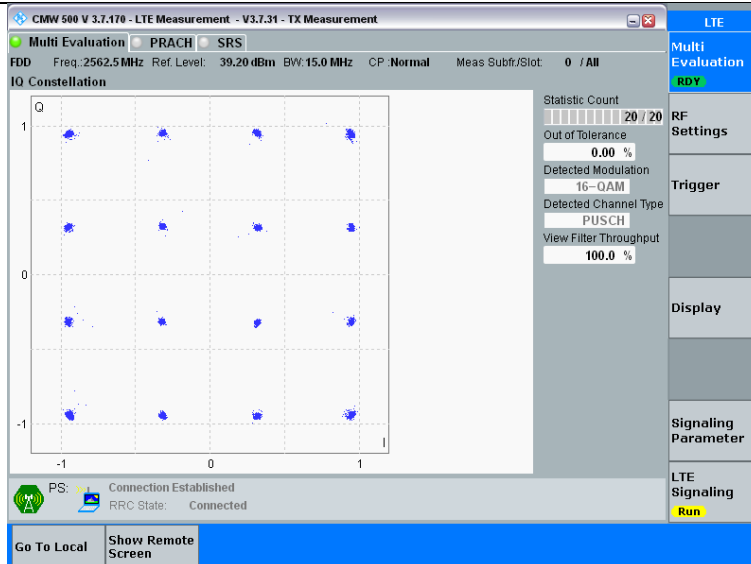 CMW 500 V 3.7.170 - LTE Measurement - V3.7.31 - TX Measurement
LTE
Multi Evaluation PRACH SRS
FDD Freq.:2562.5 MHz Ref. Level: 39.20 dBm BW:15.0 MHz CP :Normal Meas Subfr./Slot: 0 / All
IQ Constellation
Q
1
0
-1
-1 0 1
I
Statistic Count
20 / 20
Out of Tolerance
0.00 %
Detected Modulation
16-QAM
Detected Channel Type
PUSCH
View Filter Throughput
100.0 %
Multi
Evaluation
RDY
RF
Settings
Trigger
Display
Signaling
Parameter
LTE
Signaling
Run
PS: Connection Established
RRC State: Connected
Go To Local
Show Remote
Screen